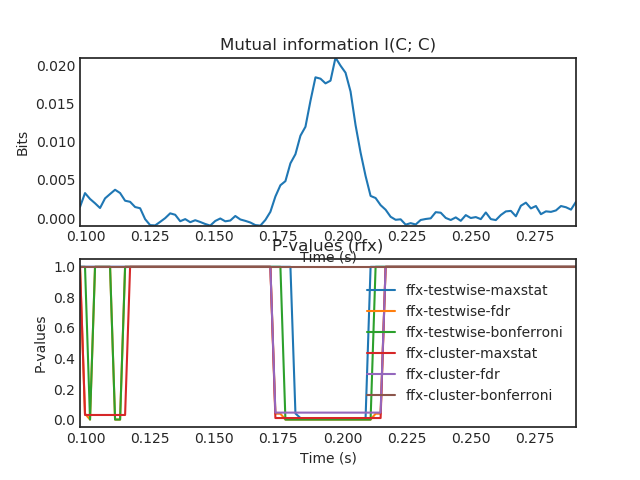 Mutual information I(C; C)
0.020
0.015
0.010
0.005
0.000
Bits
0.100 0.125 0.150 0.175 0.200 0.225 0.250 0.275
Time (s)
P-values (rfx)
1.0
0.8
0.6
0.4
0.2
0.0
P-values
ffx-testwise-maxstat
ffx-testwise-fdr
ffx-testwise-bonferroni
ffx-cluster-maxstat
ffx-cluster-fdr
ffx-cluster-bonferroni
0.100 0.125 0.150 0.175 0.200 0.225 0.250 0.275
Time (s)